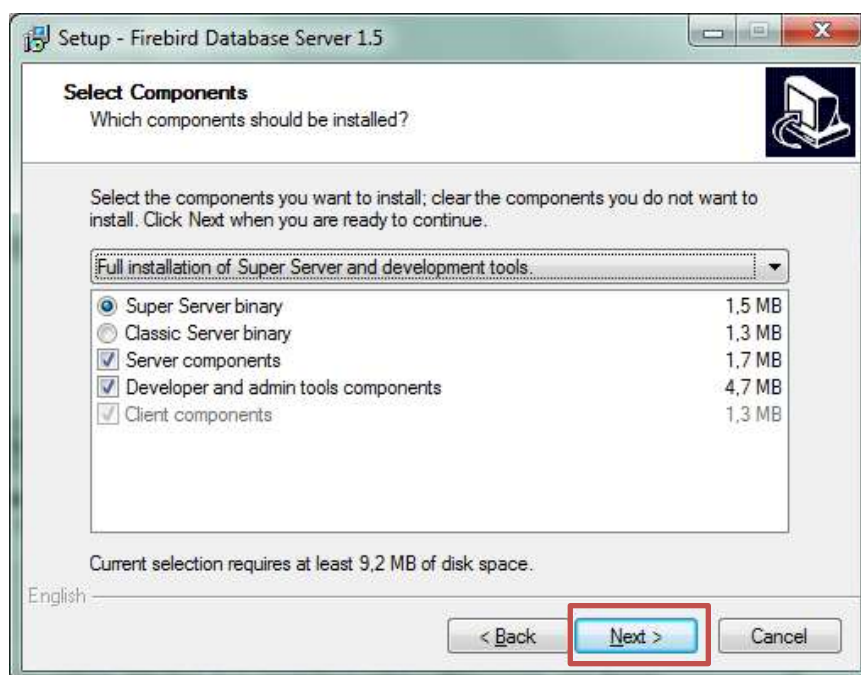 Setup - Firebird Database Server 1.5
Select Components
Which components should be installed?
Select the components you want to install; clear the components you do not want to
install. Click Next when you are ready to continue.
Full installation of Super Server and development tools.
Super Server binary 1,5 MB
Classic Server binary 1,3 MB
Server components 1,7 MB
Developer and admin tools components 4,7 MB
Client components 1,3 MB
Current selection requires at least 9,2 MB of disk space.
English
< Back Next > Cancel